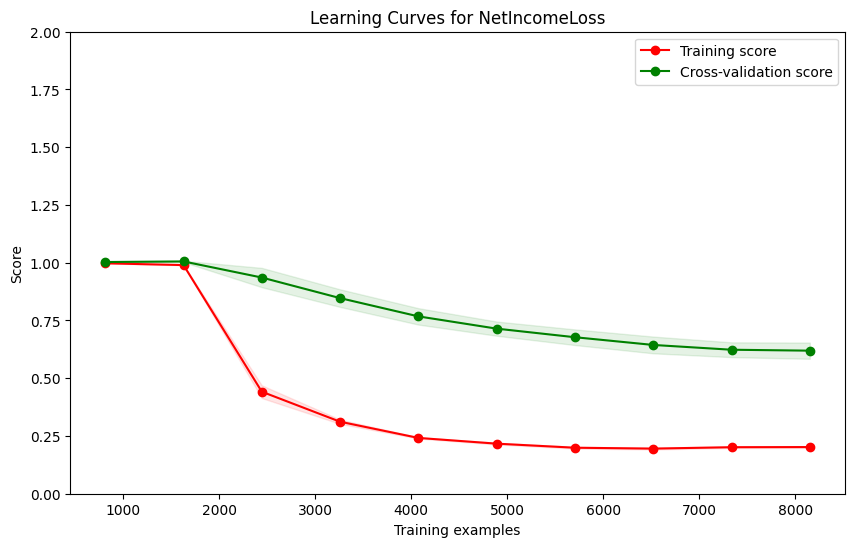 Learning Curves for NetIncomeLoss
Training score
Cross-validation score
2.00
1.75
1.50
1.25
1.00
0.75
0.50
0.25
0.00
Score
1000 2000 3000 4000 5000 6000 7000 8000
Training examples